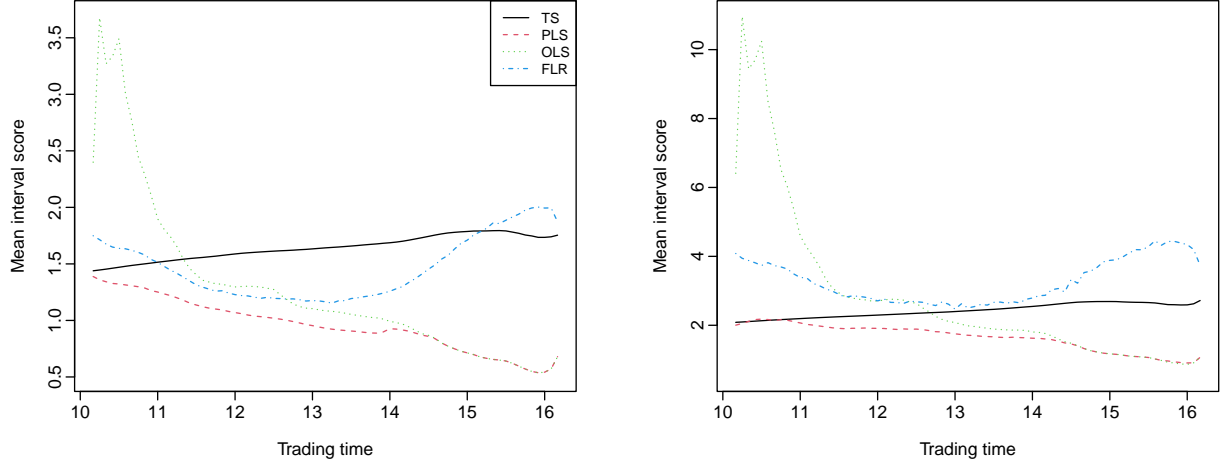 Mean interval score
3.5
3.0
2.5
2.0
1.5
1.0
0.5
TS
PLS
OLS
FLR
10 11 12 13 14 15 16
Trading time
Mean interval score
10
8
6
4
2
10 11 12 13 14 15 16
Trading time